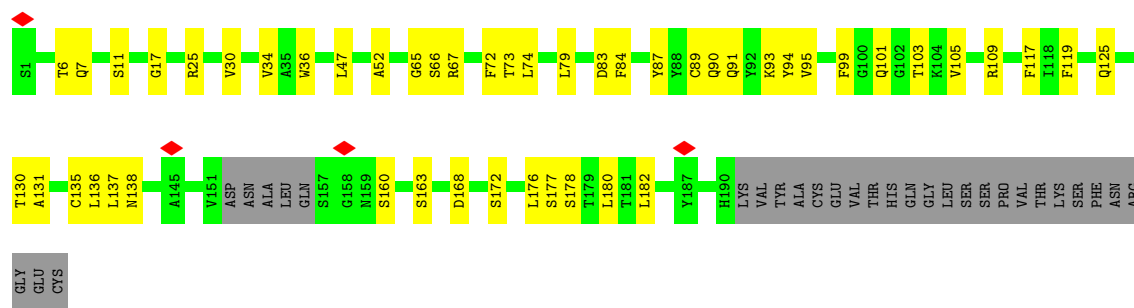 S1 T6 Q7 S11 G17 R25 V30 V34 A35 W36 L47 A52 G65 S66 R67 F72 T73 L74 L79 D83 F84 Y87 Y88 C89 Q90 Q91 Y92 K93 Y94 V95 F99 G100 Q101 G102 T103 K104 V105 R109 F117 I118 F119 Q125
T130 A131 C135 L136 L137 N138 A145 V151 ASP ASN ALA LEU GLN S157 G158 N159 S160 S163 D168 S172 L176 S177 S178 T179 L180 T181 L182 Y187 H190 LYS VAL TYR ALA CYS GLU VAL THR HIS GLN GLY LEU SER SER PRO VAL THR LYS SER PHE ASN ARG
GLY GLU CYS